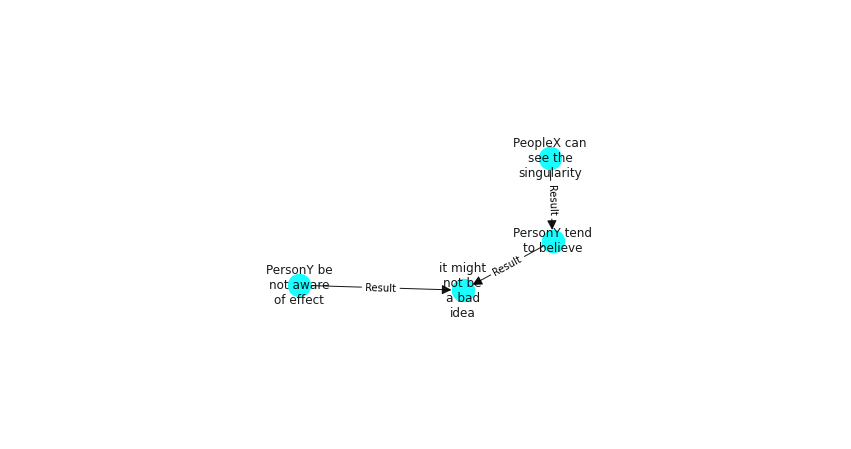 PeopleX can
see the
singularity
Result
PersonY tend
to believe
Result
it might
not be
a bad
idea
PersonY be
not aware
of effect
Result